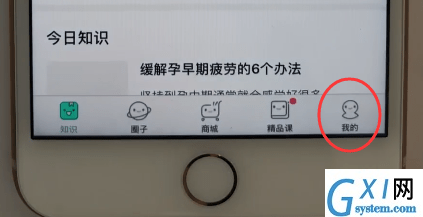 今日知识
缓解孕早期疲劳的6个办法
知识
圈子
商城
精品课
我的
GXI网
system.com